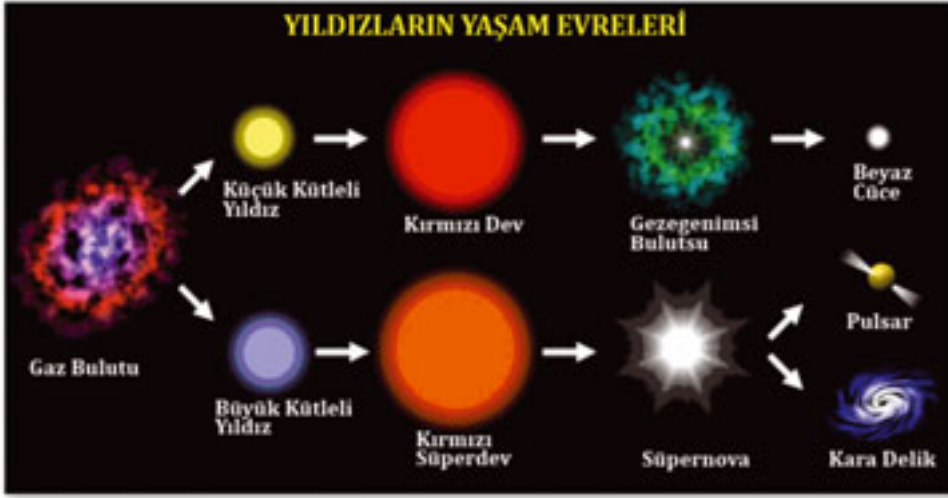 YILDIZLARIN YAŞAM EVRELERİ
Küçük Kütleli
Yıldız
Kırmızı Dev
Gezegenimsi
Bulutsu
Beyaz
Cüce
Gaz Bulutu
Büyük Kütleli
Yıldız
Kırmızı
Süperdev
Süpernova
Pulsar
Kara Delik